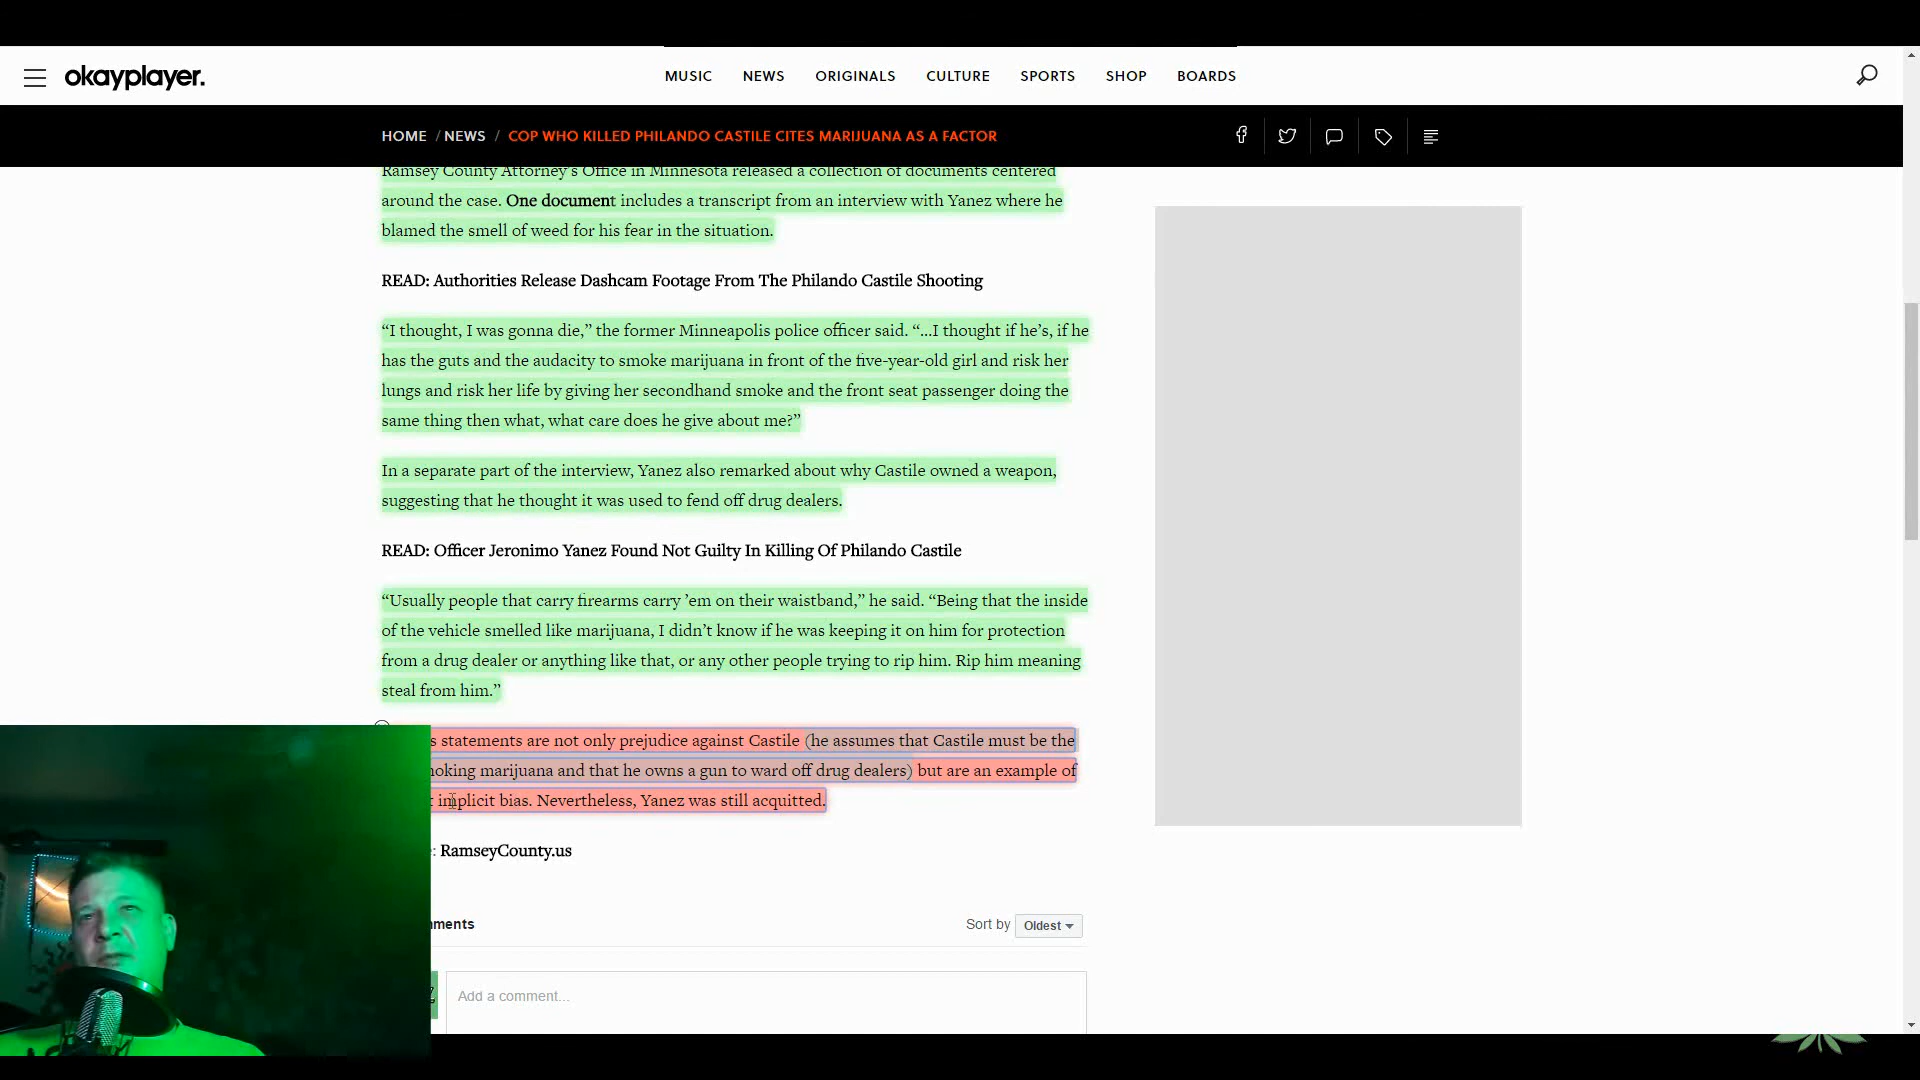 okayplayer.
MUSIC NEWS ORIGINALS CULTURE SPORTS SHOP BOARDS
HOME / NEWS / COP WHO KILLED PHILANDO CASTILE CITES MARIJUANA AS A FACTOR
Ramsey County Attorney's Office in Minnesota released a collection of documents centered
around the case. One document includes a transcript from an interview with Yanez where he
blamed the smell of weed for his fear in the situation.
READ: Authorities Release Dashcam Footage From The Philando Castile Shooting
“I thought, I was gonna die,” the former Minneapolis police officer said. “...I thought if he’s, if he
has the guts and the audacity to smoke marijuana in front of the five-year-old girl and risk her
lungs and risk her life by giving her secondhand smoke and the front seat passenger doing the
same thing then what, what care does he give about me?”
In a separate part of the interview, Yanez also remarked about why Castile owned a weapon,
suggesting that he thought it was used to fend off drug dealers.
READ: Officer Jeronimo Yanez Found Not Guilty In Killing Of Philando Castile
“Usually people that carry firearms carry ’em on their waistband,” he said. “Being that the inside
of the vehicle smelled like marijuana, I didn’t know if he was keeping it on him for protection
from a drug dealer or anything like that, or any other people trying to rip him. Rip him meaning
steal from him.”
statements are not only prejudice against Castile (he assumes that Castile must be the
marijuana and that he owns a gun to ward off drug dealers) but are an example of
implicit bias. Nevertheless, Yanez was still acquitted.
: RamseyCounty.us
Sort by Oldest
Add a comment...